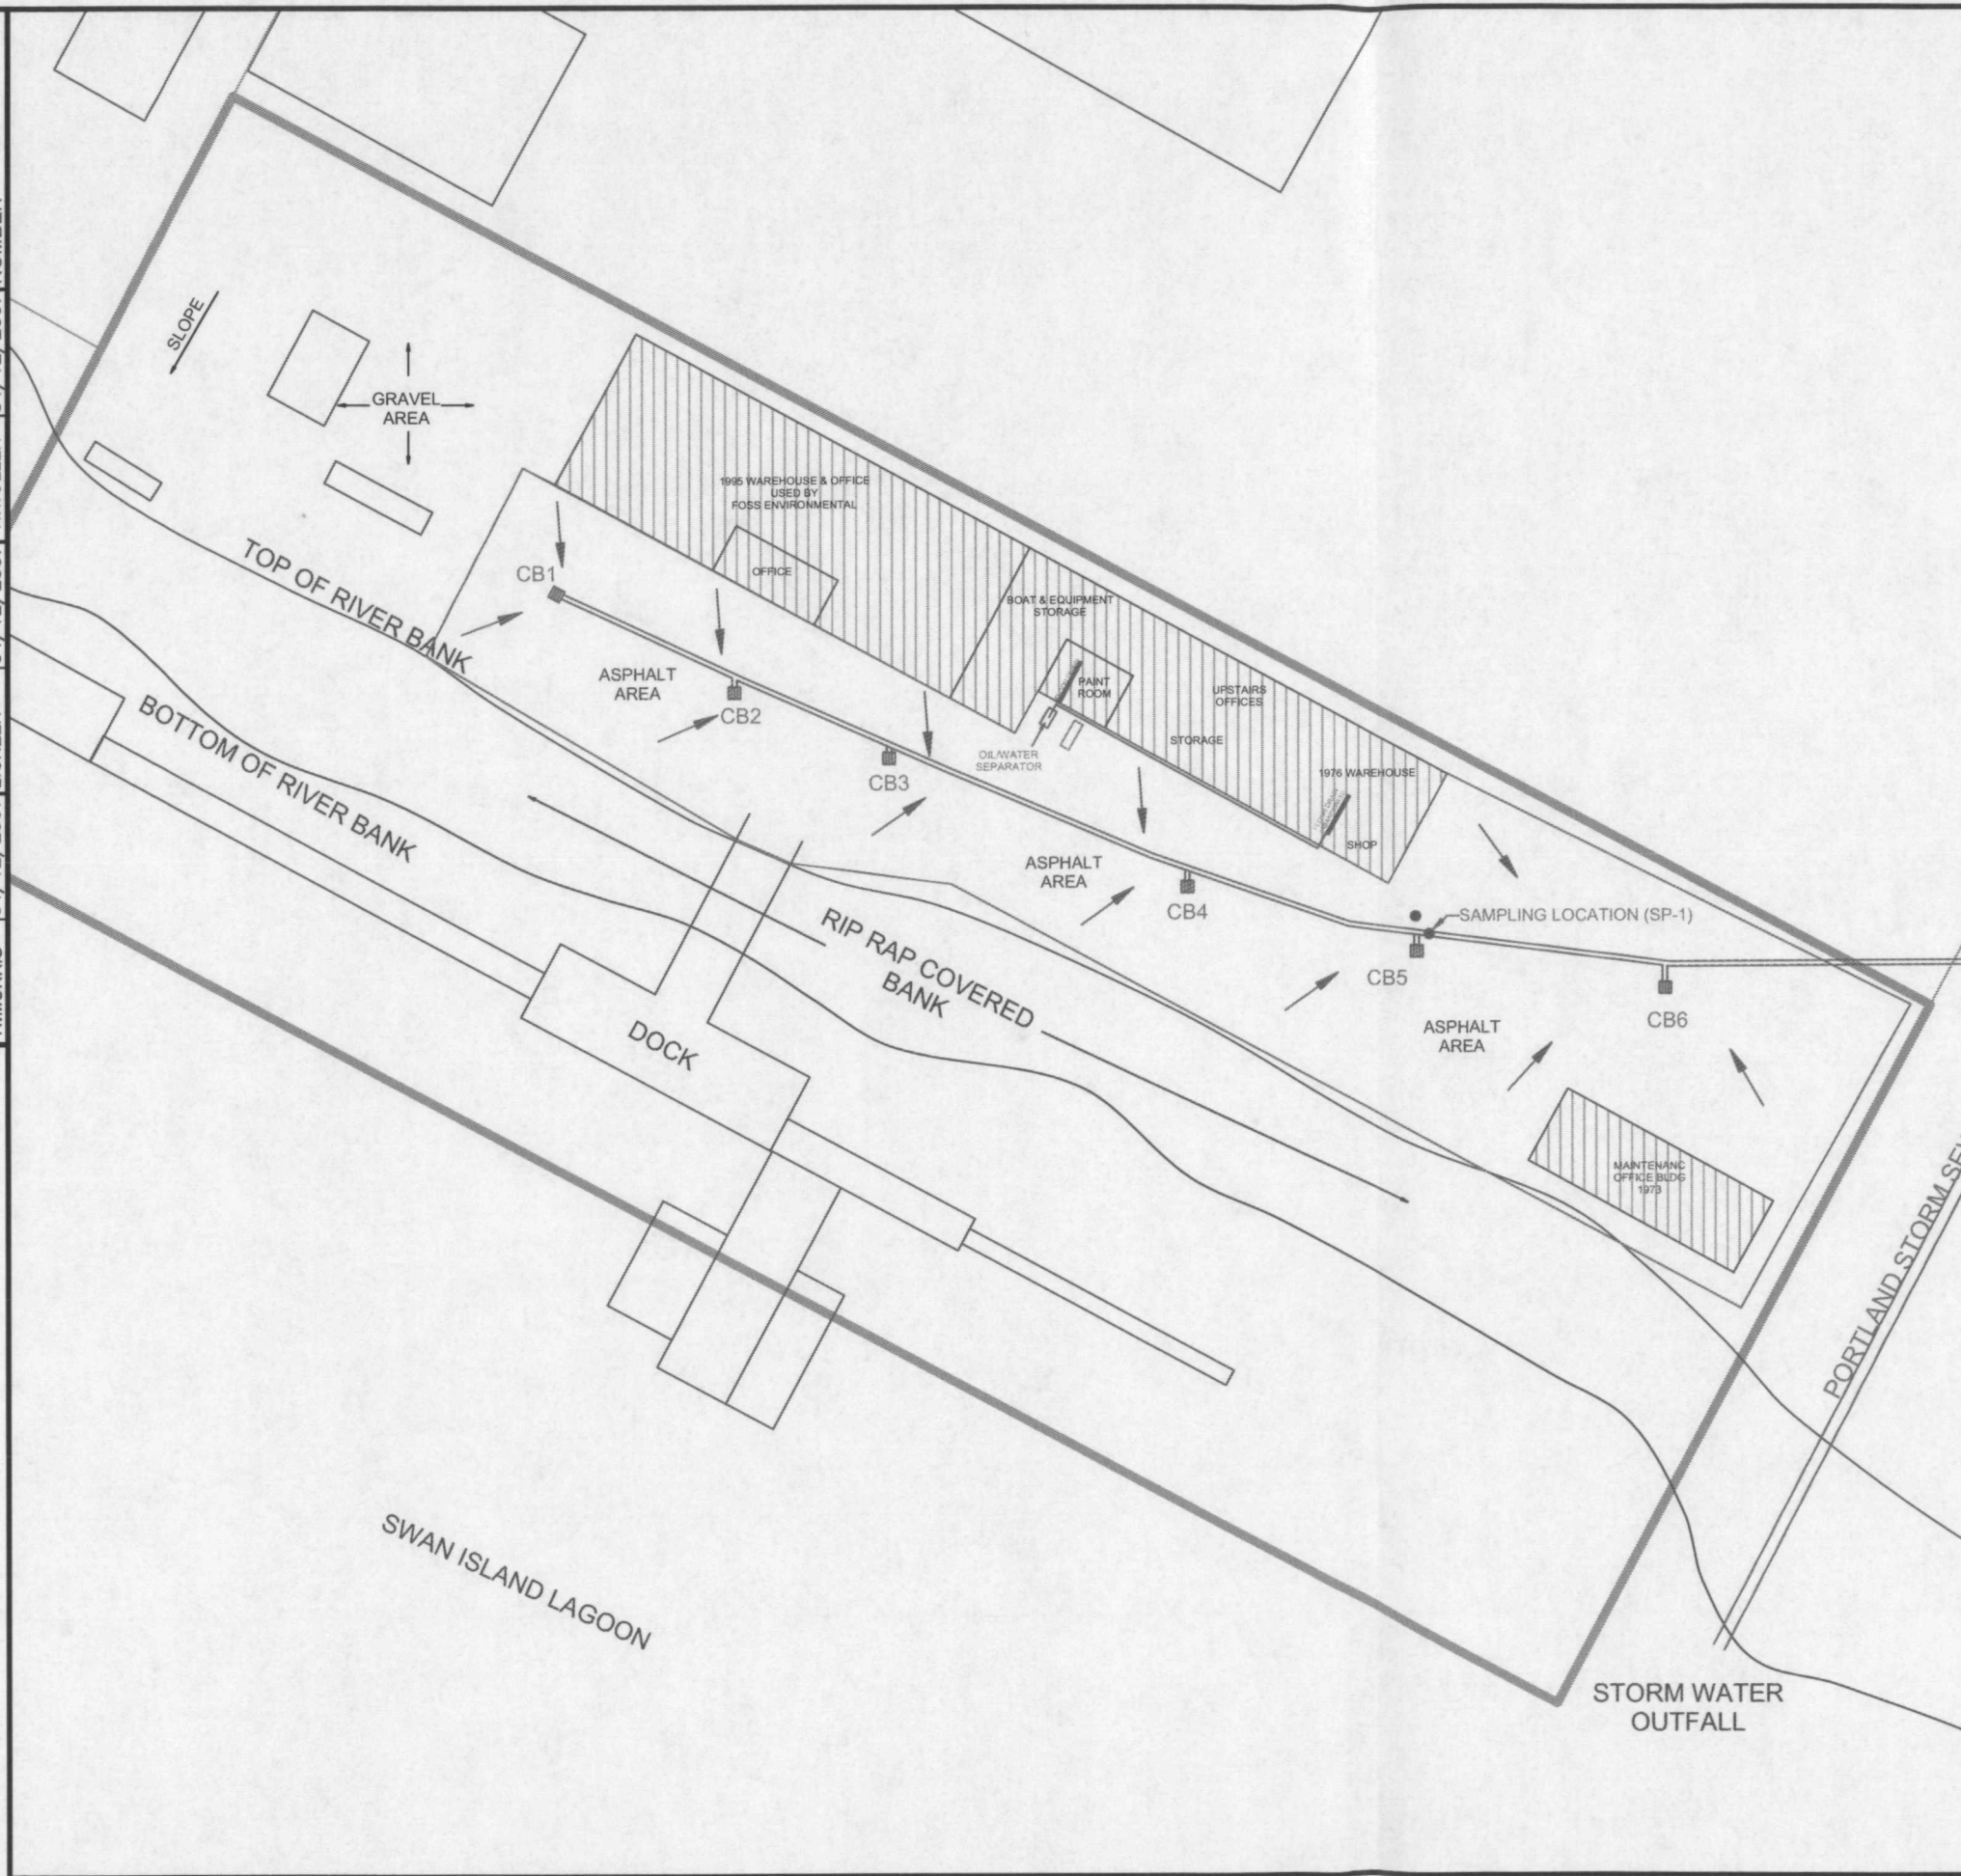 SLOPE
GRAVEL
AREA
1995 WAREHOUSE & OFFICE
USED BY
FOSS ENVIRONMENTAL
OFFICE
TOP OF RIVER BANK
CB1
BOAT & EQUIPMENT
STORAGE
ASPHALT
AREA
PAINT
ROOM
UPSTAIRS
OFFICES
CB2
STORAGE
OIL/WATER
SEPARATOR
BOTTOM OF RIVER BANK
1976 WAREHOUSE
CB3
SHOP
ASPHALT
AREA
CB4
SAMPLING LOCATION (SP-1)
RIP RAP COVERED
BANK
CB5
CB6
DOCK
ASPHALT
AREA
MAINTENANC
OFFICE BLDG
1973
PORTLAND STORM
SWAN ISLAND LAGOON
STORM WATER
OUTFALL